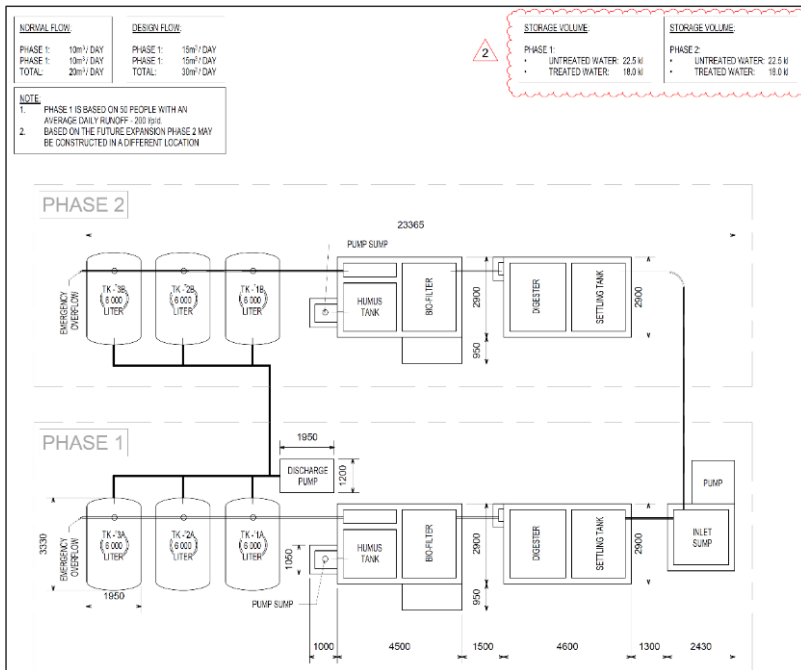 NORMAL FLOW:
PHASE 1: 10m³/ DAY
PHASE 1: 10m³/ DAY
TOTAL: 20m³/ DAY
DESIGN FLOW:
PHASE 1: 15m³/ DAY
PHASE 1: 15m³/ DAY
TOTAL: 30m³/ DAY
2
STORAGE VOLUME:
PHASE 1:
• UNTREATED WATER: 22.5 kl
• TREATED WATER: 18.0 kl
STORAGE VOLUME:
PHASE 2:
• UNTREATED WATER: 22.5 kl
• TREATED WATER: 18.0 kl
NOTE:
1. PHASE 1 IS BASED ON 50 PEOPLE WITH AN
AVERAGE DAILY RUNOFF - 200 l/p/d.
2. BASED ON THE FUTURE EXPANSION PHASE 2 MAY
BE CONSTRUCTED IN A DIFFERENT LOCATION
PHASE 2
23365
PUMP SUMP
EMERGENCY
OVERFLOW
TK -'3B
6 000
LITER
TK -'2B
6 000
LITER
TK -'1B
6 000
LITER
HUMUS
TANK
BIO-FILTER
2900
950
DIGESTER
SETTLING TANK
2900
PHASE 1
1950
DISCHARGE
PUMP
1200
PUMP
3330
EMERGENCY
OVERFLOW
TK -'3A
6 000
LITER
TK -'2A
6 000
LITER
TK -'1A
6 000
LITER
1050
HUMUS
TANK
BIO-FILTER
2900
950
DIGESTER
SETTLING TANK
2900
INLET
SUMP
1950
PUMP SUMP
1000
4500
1500
4600
1300
2430